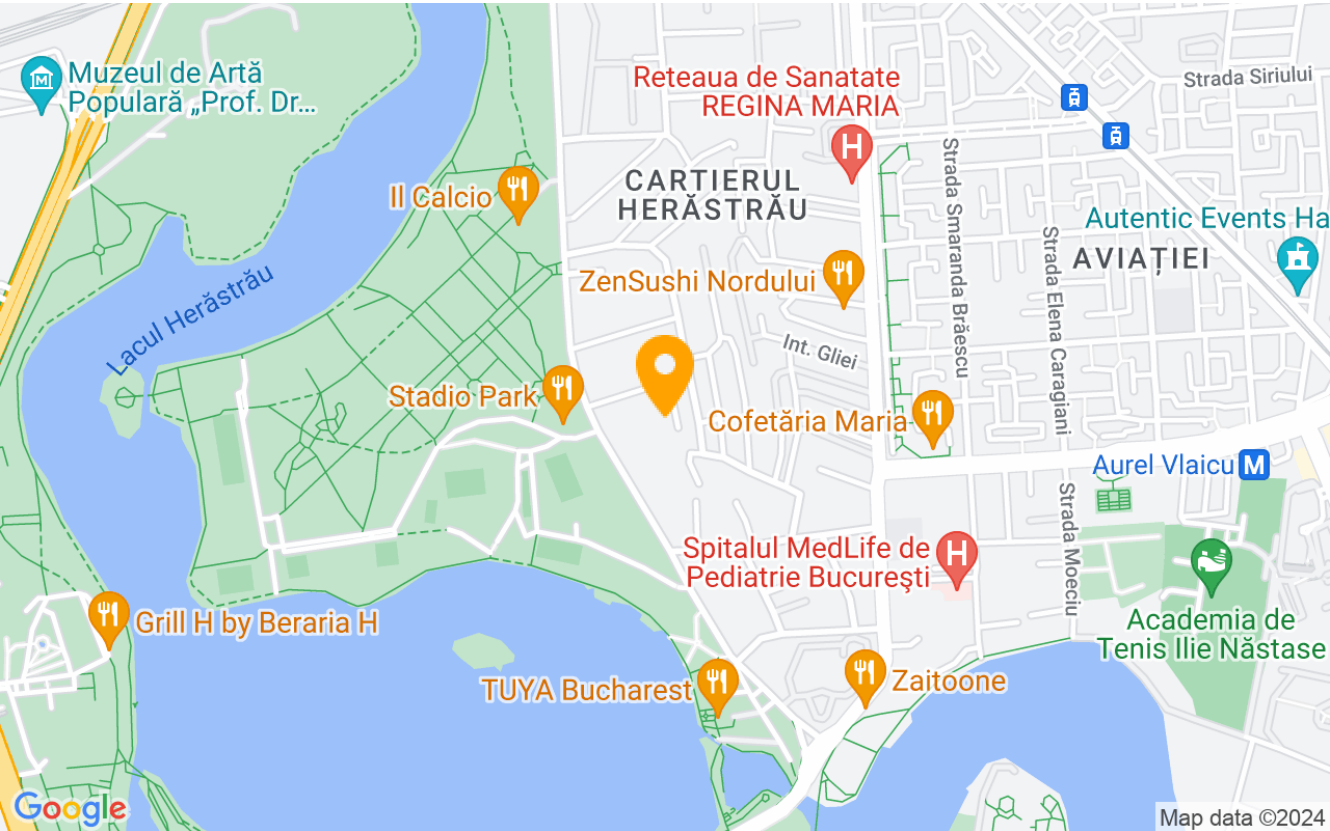 Muzeul de Artă
Populară „Prof. Dr...
Reteaua de Sanatate
REGINA MARIA
H
Strada Siriului
Il Calcio
CARTIERUL
HERĂSTRĂU
Strada Smaranda Brăescu
Strada Elena Caragiani
Autentic Events Ha
AVIAȚIEI
Lacul Herăstrău
ZenSushi Nordului
Int. Gliei
Stadio Park
Cofetăria Maria
Aurel Vlaicu M
Strada Moeciu
Spitalul MedLife de
Pediatrie Bucureşti
H
Academia de
Tenis Ilie Năstase
Grill H by Beraria H
TUYA Bucharest
Zaitoone
Google
Map data ©2024